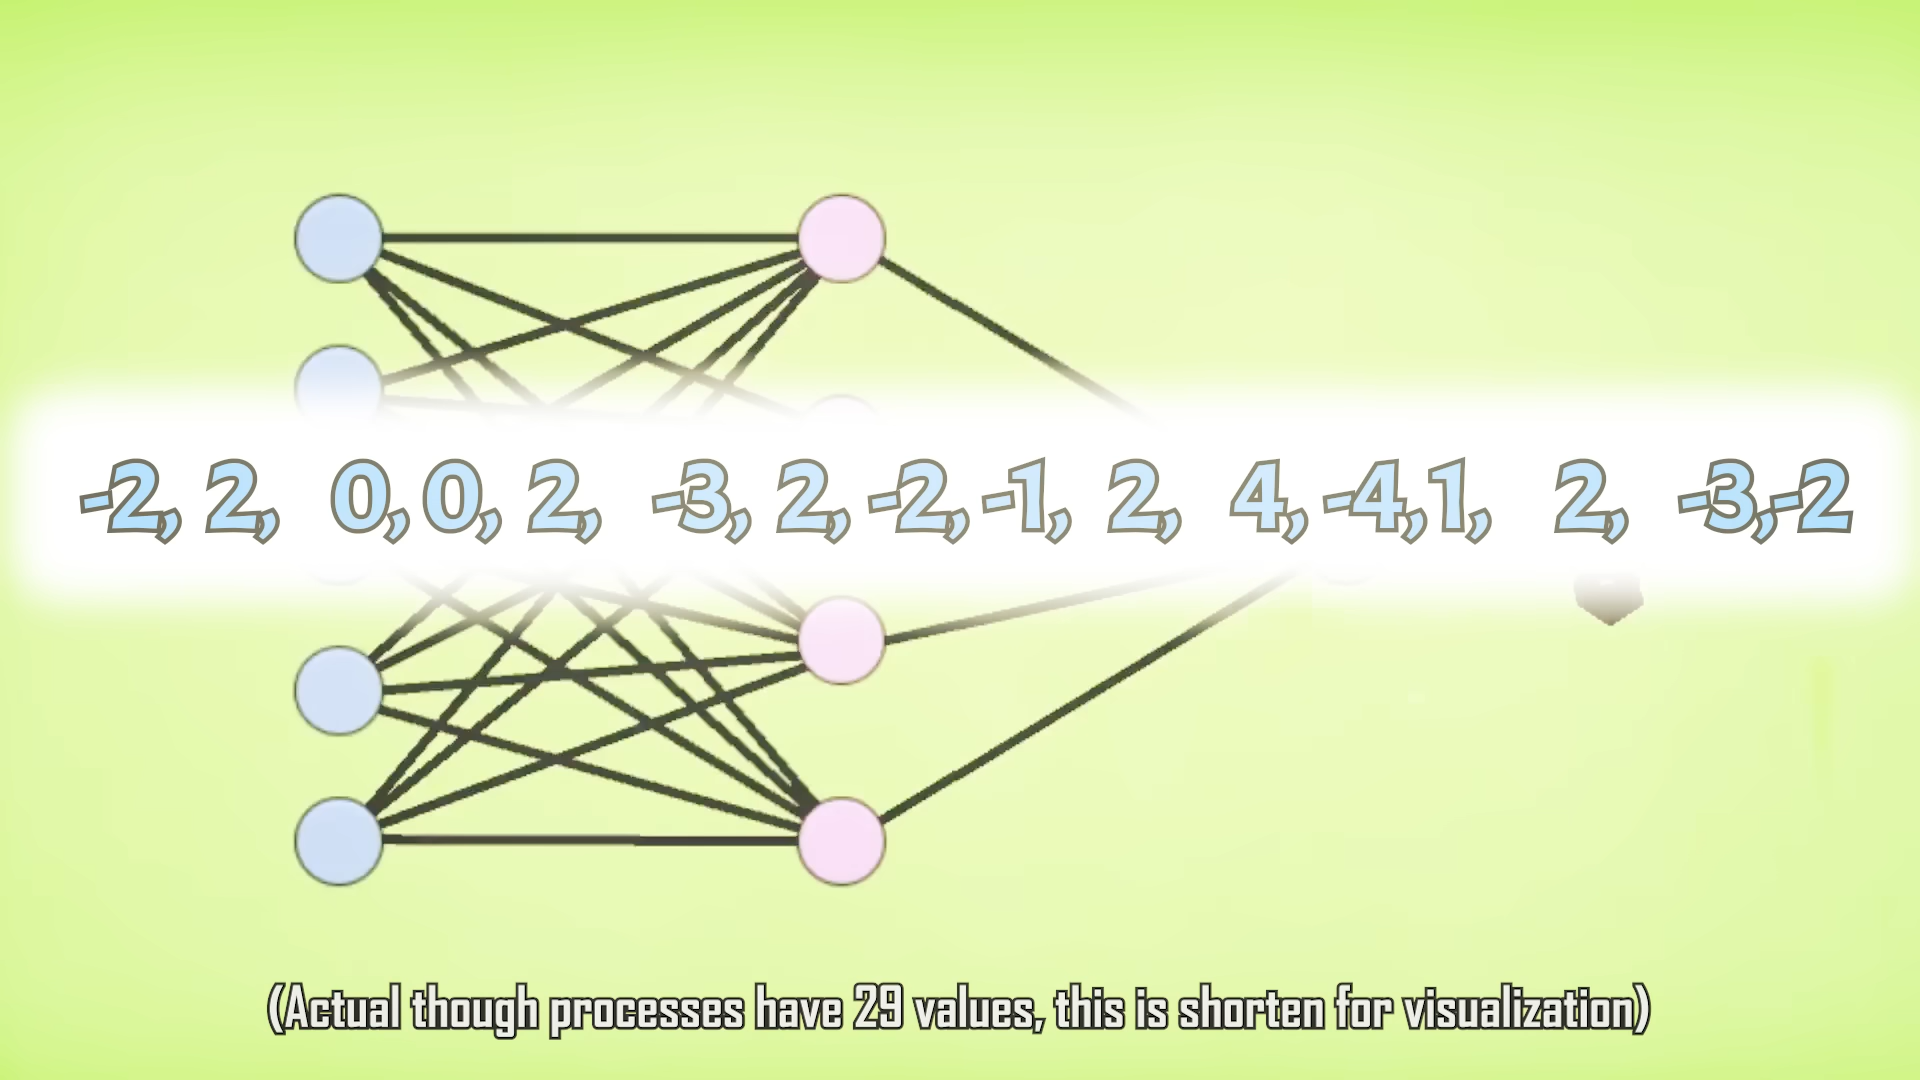 -2, 2, 0, 0, 2, -3, 2, -2, -1, 2, 4, -4, 1, 2, -3, -2
(Actual though processes have 29 values, this is shorten for visualization)